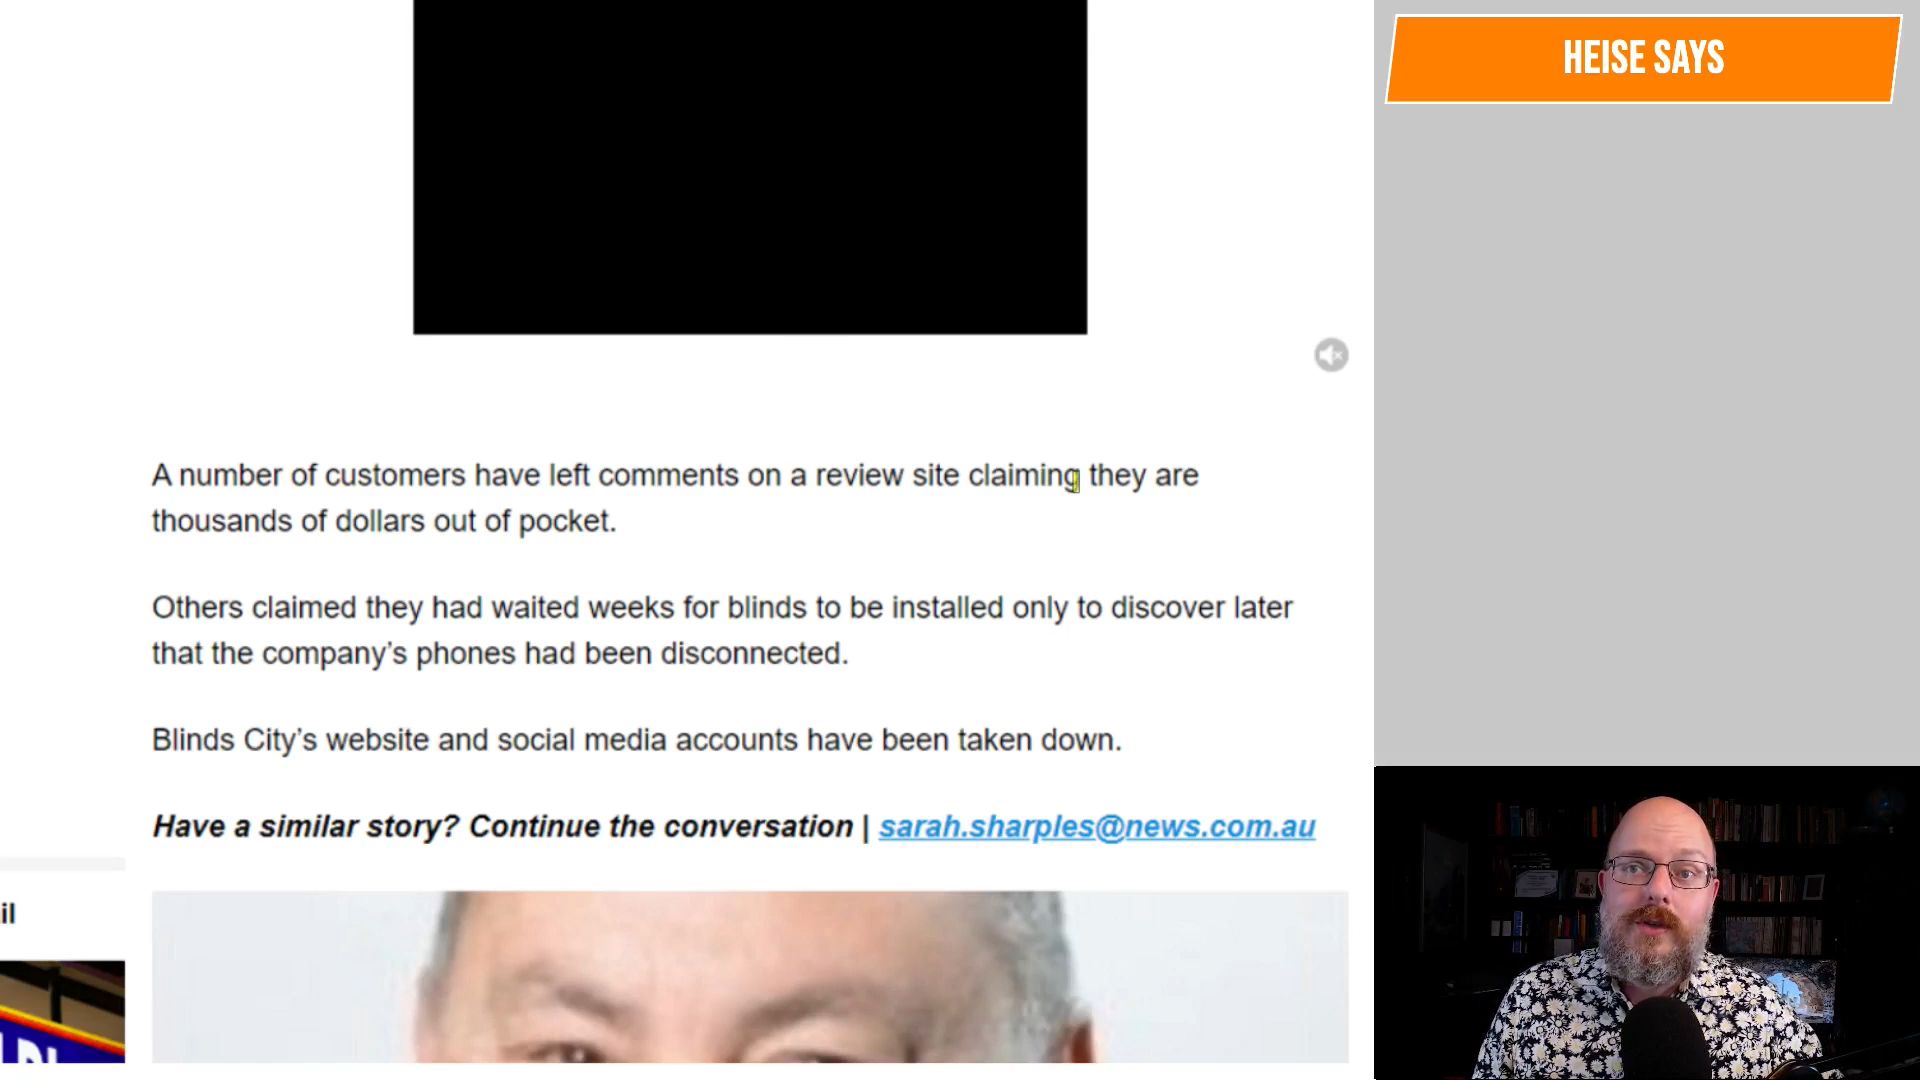 HEISE SAYS
A number of customers have left comments on a review site claiming they are
thousands of dollars out of pocket.
Others claimed they had waited weeks for blinds to be installed only to discover later
that the company’s phones had been disconnected.
Blinds City’s website and social media accounts have been taken down.
Have a similar story? Continue the conversation | sarah.sharples@news.com.au
il